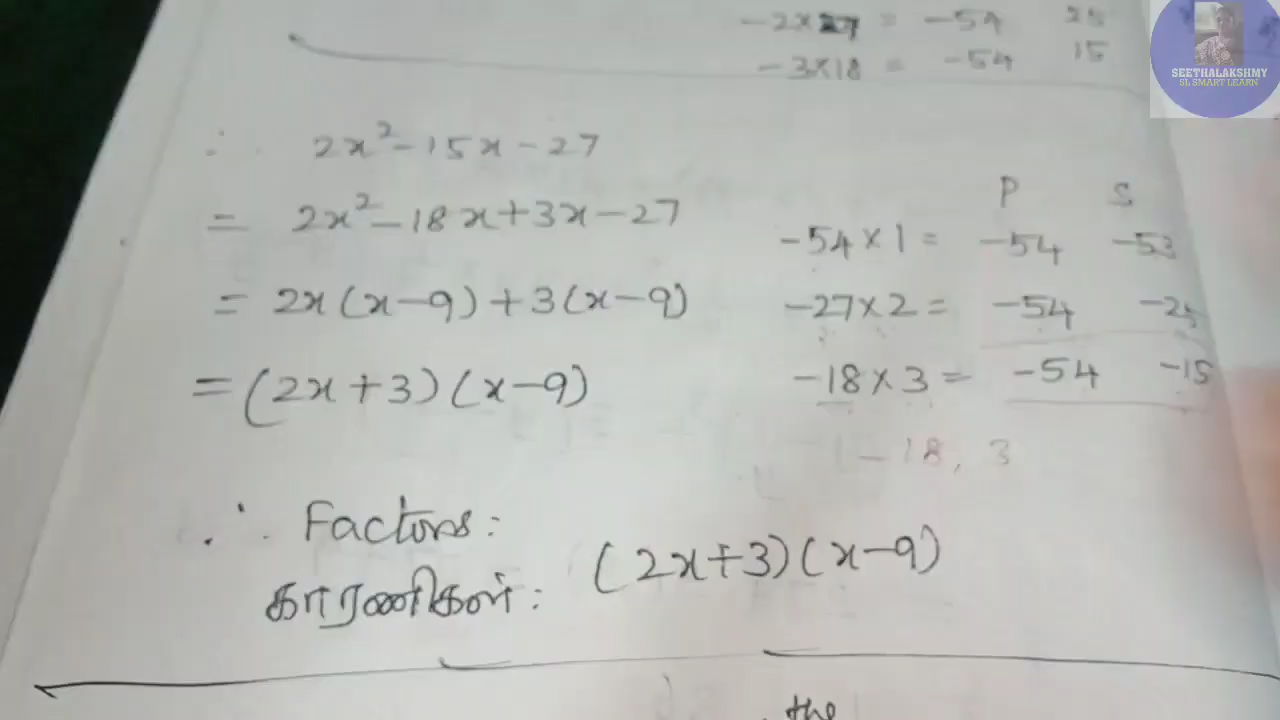 -2×27 = -54 25
-3×18 = -54 15
SEETHALAKSHMY
SL SMART LEARN
∴ 2x² - 15x - 27
= 2x² - 18x + 3x - 27
= 2x(x-9) + 3(x-9)
= (2x+3)(x-9)
P S
-54×1 = -54 -53
-27×2 = -54 -25
-18×3 = -54 -15
-18, 3
∴ Factors:
காரணிகள்: (2x+3)(x-9)
the